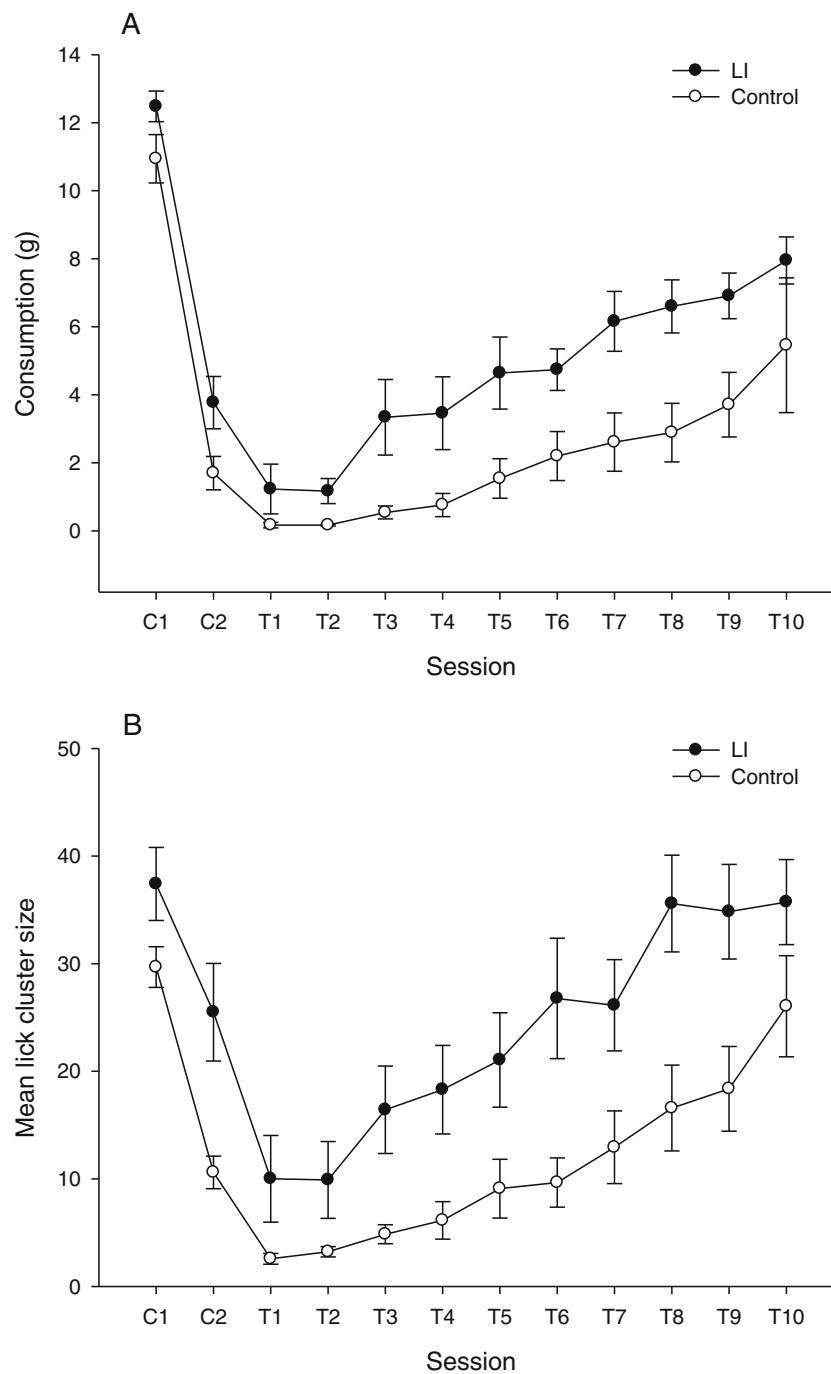 A
14
12
10
8
6
4
2
0
Consumption (g)
LI
Control
C1 C2 T1 T2 T3 T4 T5 T6 T7 T8 T9 T10
Session
B
50
40
30
20
10
0
Mean lick cluster size
LI
Control
C1 C2 T1 T2 T3 T4 T5 T6 T7 T8 T9 T10
Session